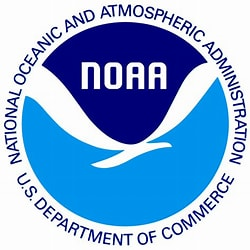 NATIONAL OCEANIC AND ATMOSPHERIC ADMINISTRATION
NOAA
U.S. DEPARTMENT OF COMMERCE